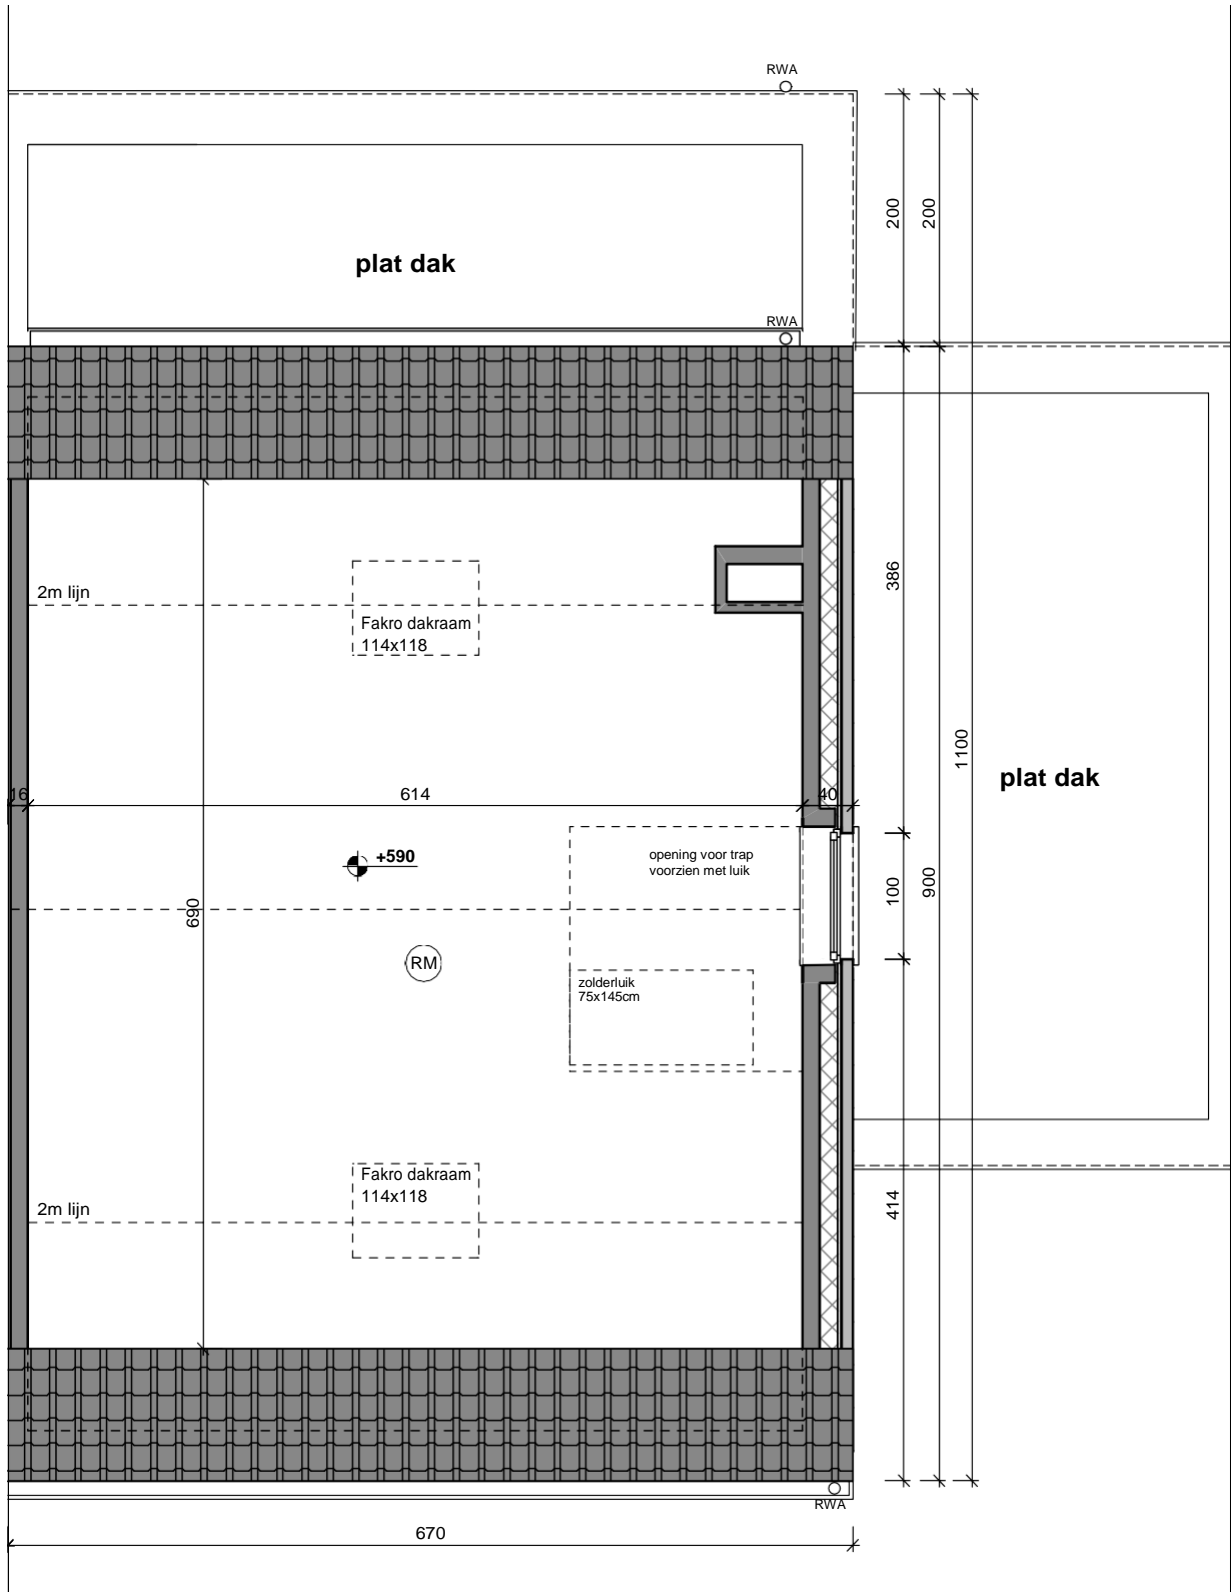 RWA
200
200
plat dak
RWA
386
2m lijn
Fakro dakraam
114x118
1100
plat dak
16
614
40
+590
opening voor trap
voorzien met luik
100
900
690
RM
zolderluik
75x145cm
Fakro dakraam
114x118
2m lijn
414
RWA
670